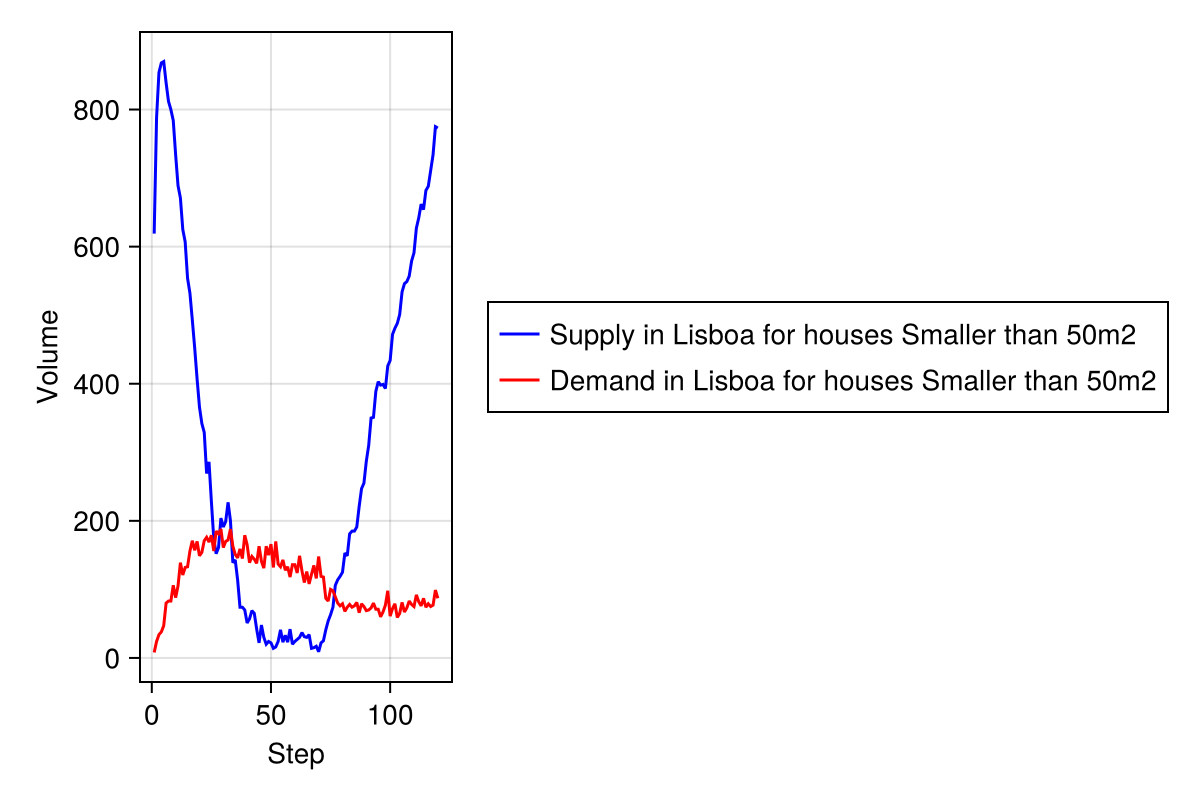 800
600
400
200
0
Volume
0 50 100
Step
Supply in Lisboa for houses Smaller than 50m2
Demand in Lisboa for houses Smaller than 50m2